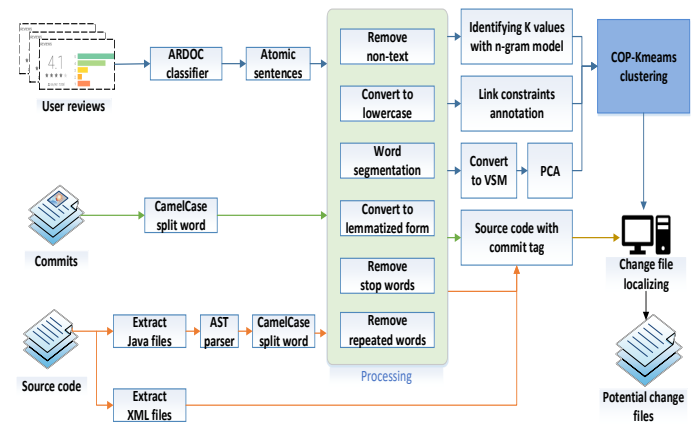 reviews
4.1
User reviews
ARDOC
classifier
Atomic
sentences
Commits
CamelCase
split word
Source code
Extract
Java files
AST
parser
CamelCase
split word
Extract
XML files
Remove
non-text
Convert to
lowercase
Word
segmentation
Convert to
lemmatized form
Remove
stop words
Remove
repeated words
Processing
Identifying K values
with n-gram model
Link constraints
annotation
Convert
to VSM
PCA
Source code with
commit tag
COP-Kmeams
clustering
Change file
localizing
Potential change
files